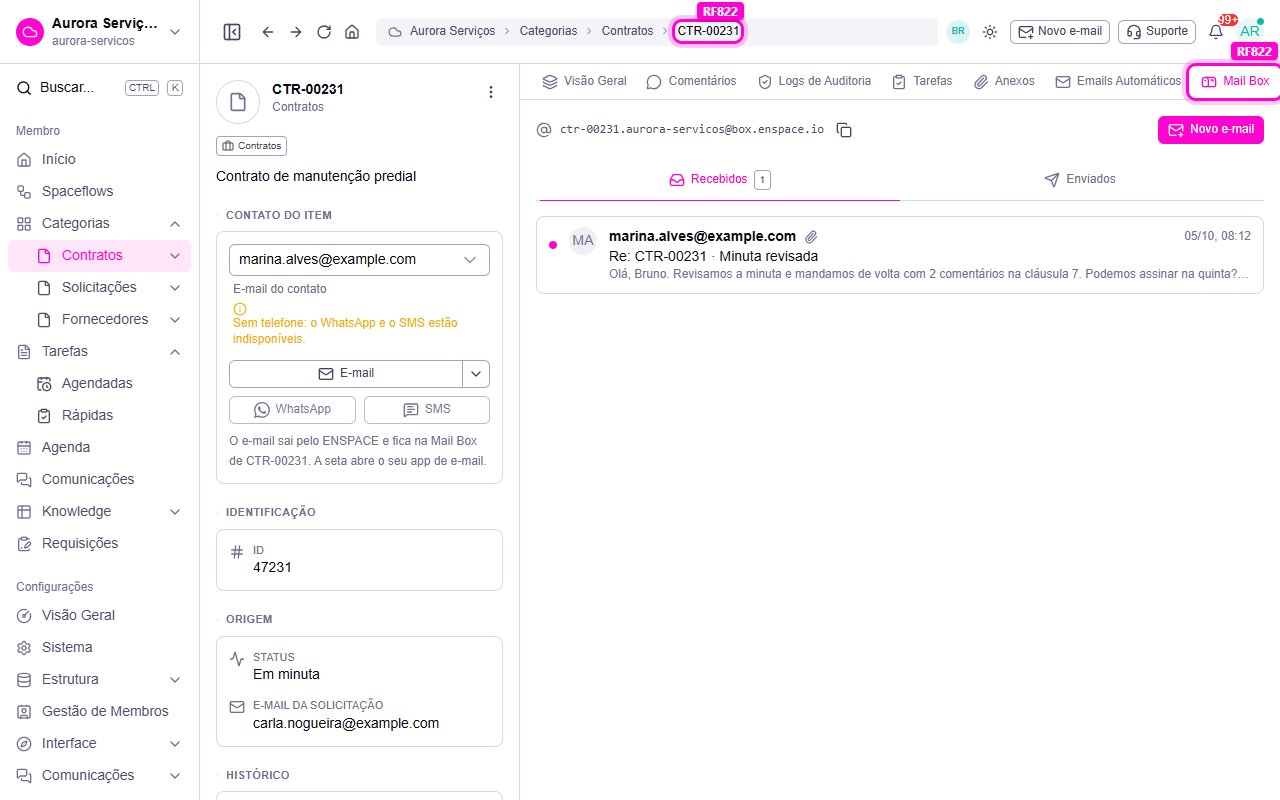 Aurora Serviç...
aurora-servicos
Buscar...
CTRL
K
Membro
Início
Spaceflows
Categorias
Contratos
Solicitações
Fornecedores
Tarefas
Agendadas
Rápidas
Agenda
Comunicações
Knowledge
Requisições
Configurações
Visão Geral
Sistema
Estrutura
Gestão de Membros
Interface
Comunicações
RF822
Aurora Serviços
Categorias
Contratos
CTR-00231
BR
Novo e-mail
Suporte
99+
AR
RF822
CTR-00231
Contratos
Contratos
Contrato de manutenção predial
CONTATO DO ITEM
marina.alves@example.com
E-mail do contato
Sem telefone: o WhatsApp e o SMS estão
indisponíveis.
E-mail
WhatsApp
SMS
O e-mail sai pelo ENSPACE e fica na Mail Box
de CTR-00231. A seta abre o seu app de e-mail.
IDENTIFICAÇÃO
ID
47231
ORIGEM
STATUS
Em minuta
E-MAIL DA SOLICITAÇÃO
carla.nogueira@example.com
HISTÓRICO
Visão Geral
Comentários
Logs de Auditoria
Tarefas
Anexos
Emails Automáticos
Mail Box
ctr-00231.aurora-servicos@box.enspace.io
Novo e-mail
Recebidos 1
Enviados
MA
marina.alves@example.com
05/10, 08:12
Re: CTR-00231 · Minuta revisada
Olá, Bruno. Revisamos a minuta e mandamos de volta com 2 comentários na cláusula 7. Podemos assinar na quinta?...